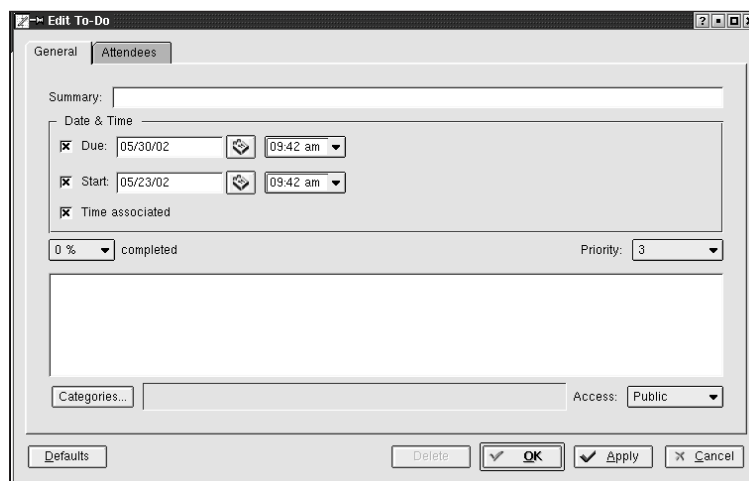 Edit To-Do
General Attendees
Summary:
Date & Time
Due: 05/30/02 09:42 am
Start: 05/23/02 09:42 am
Time associated
0 % completed Priority: 3
Categories... Access: Public
Defaults Delete OK Apply Cancel